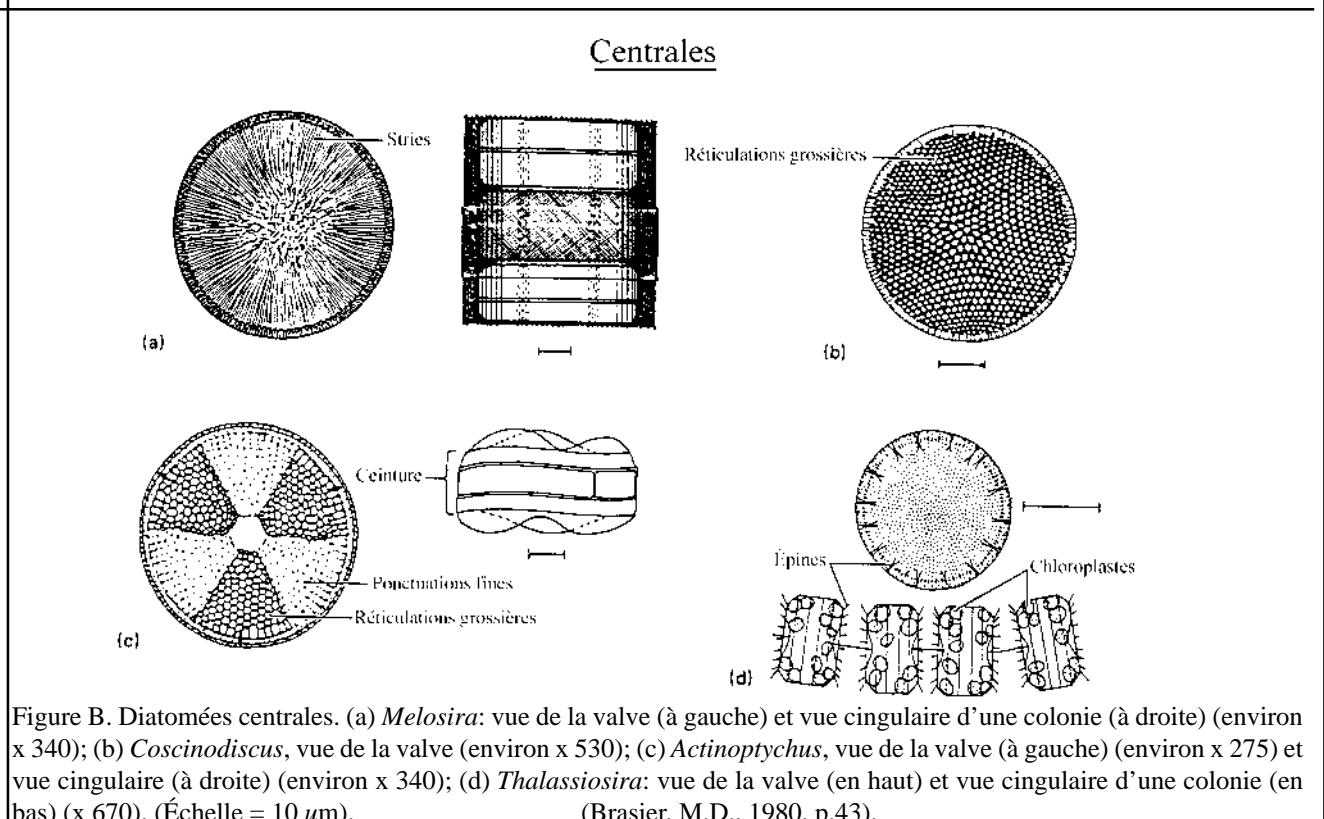 Centrales
Stries
(a)
Réticulations grossières
(b)
Ceinture
Ponctuations fines
Réticulations grossières
(c)
Épines
Chloroplastes
(d)
Figure B. Diatomées centrales. (a) Melosira: vue de la valve (à gauche) et vue cingulaire d’une colonie (à droite) (environ
x 340); (b) Coscinodiscus, vue de la valve (environ x 530); (c) Actinoptychus, vue de la valve (à gauche) (environ x 275) et
vue cingulaire (à droite) (environ x 340); (d) Thalassiosira: vue de la valve (en haut) et vue cingulaire d’une colonie (en
bas) (x 670). (Échelle = 10 um). (Brasier, M.D., 1980, p.43).